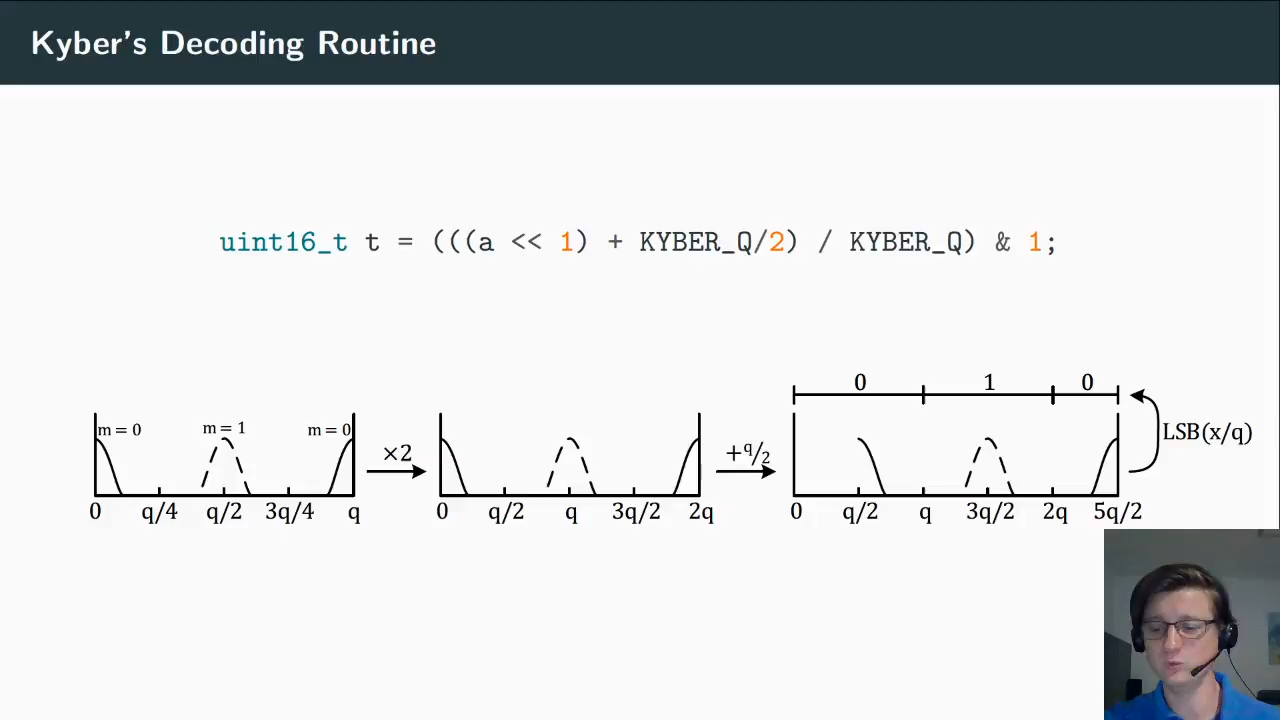 Kyber's Decoding Routine
uint16_t t = (((a << 1) + KYBER_Q/2) / KYBER_Q) & 1;
m = 0 m = 1 m = 0
0 q/4 q/2 3q/4 q
×2
0 q/2 q 3q/2 2q
+q/2
0 1 0
0 q/2 q 3q/2 2q 5q/2
LSB(x/q)